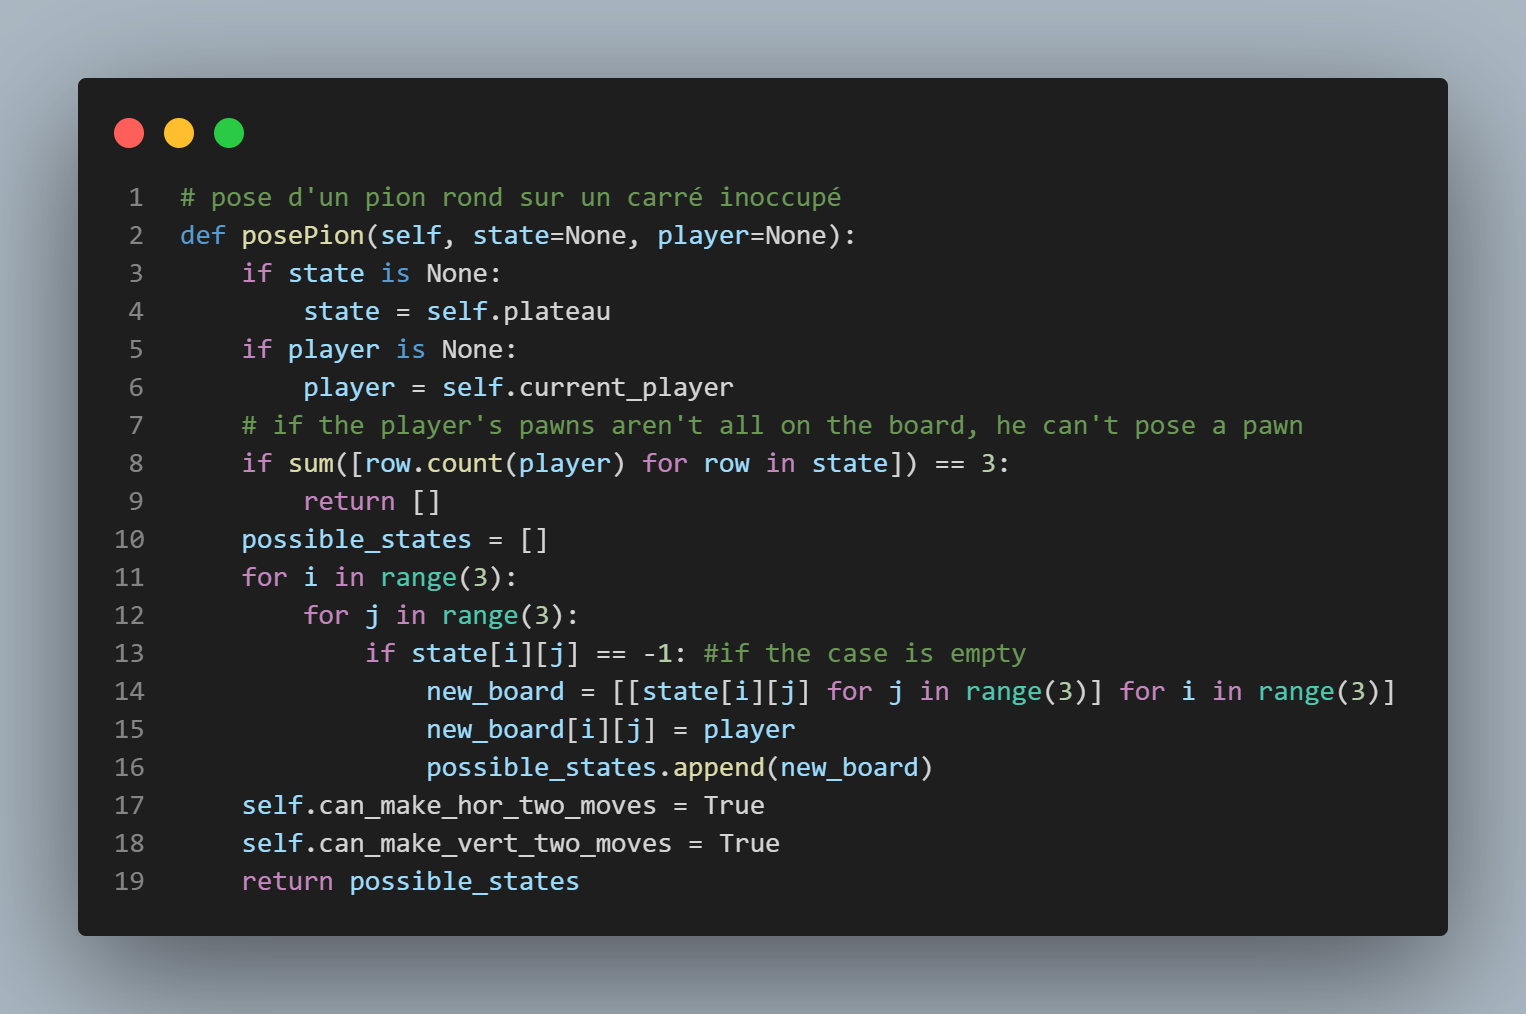 1 # pose d'un pion rond sur un carré inoccupé
2 def posePion(self, state=None, player=None):
3     if state is None:
4         state = self.plateau
5     if player is None:
6         player = self.current_player
7     # if the player's pawns aren't all on the board, he can't pose a pawn
8     if sum([row.count(player) for row in state]) == 3:
9         return []
10     possible_states = []
11     for i in range(3):
12         for j in range(3):
13             if state[i][j] == -1: #if the case is empty
14                 new_board = [[state[i][j] for j in range(3)] for i in range(3)]
15                 new_board[i][j] = player
16                 possible_states.append(new_board)
17     self.can_make_hor_two_moves = True
18     self.can_make_vert_two_moves = True
19     return possible_states